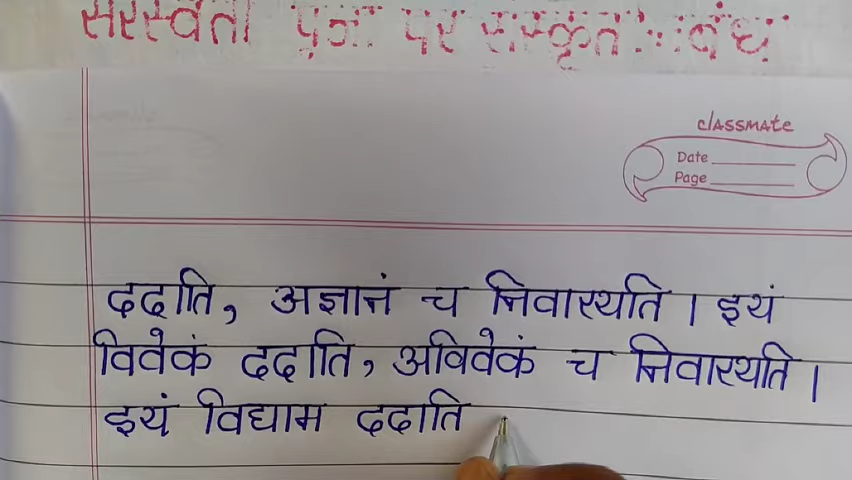 सरस्वती पूजा पर संस्कृत निबंध
classmate
Date
Page
ददाति, अज्ञानं च निवारयति । इयं
विवेकं ददाति, अविवेकं च निवारयति ।
इयं विद्याम ददाति